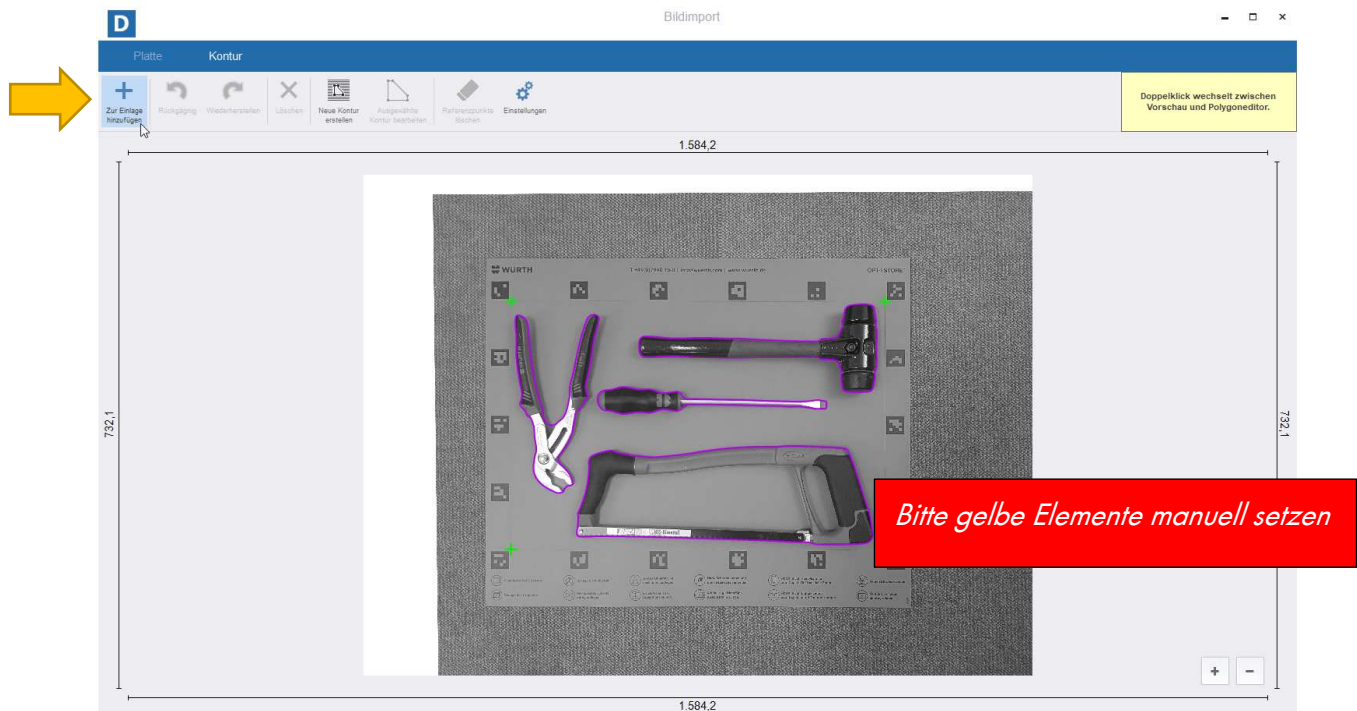 D
Bildimport
Platte
Kontur
Zur Einlage
hinzufügen
Rückgängig
Wiederherstellen
Löschen
Neue Kontur
erstellen
Ausgewählte
Kontur bearbeiten
Referenzpunkte
löschen
Einstellungen
Doppelklick wechselt zwischen
Vorschau und Polygoneditor.
1.584,2
732,1
732,1
WÜRTH
Bitte gelbe Elemente manuell setzen
+
−
1.584,2